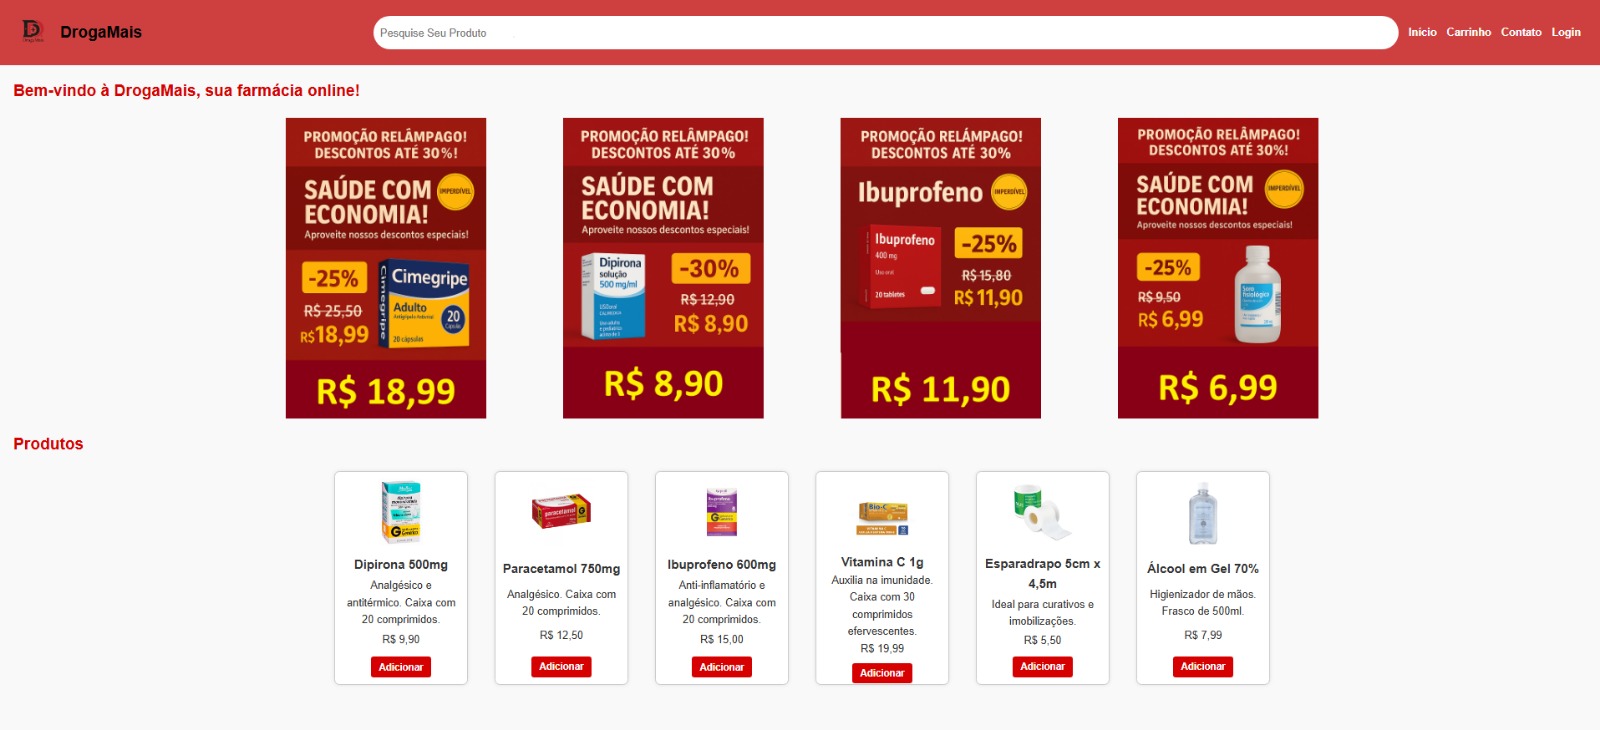 DrogaMais
Pesquise Seu Produto
Início Carrinho Contato Login
Bem-vindo à DrogaMais, sua farmácia online!
PROMOÇÃO RELÂMPAGO!
DESCONTOS ATÉ 30%!
SAÚDE COM
ECONOMIA!
IMPERDÍVEL
Aproveite nossos descontos especiais!
-25%
R$ 25,50
R$18,99
Cimegripe
Cimegripe
Adulto
20
20 cápsulas
R$ 18,99
PROMOÇÃO RELÂMPAGO!
DESCONTOS ATÉ 30%
SAÚDE COM
ECONOMIA!
Aproveite nossos descontos especiais!
Dipirona
solução
500 mg/ml
-30%
R$ 12,90
R$ 8,90
R$ 8,90
PROMOÇÃO RELÁMPAGO!
DESCONTOS ATÉ 30%
Ibuprofeno
IMPERDÍVEL
Ibuprofeno
400 mg
Uso oral
20 tabletes
-25%
R$ 15,80
R$ 11,90
R$ 11,90
PROMOÇÃO RELÂMPAGO!
DESCONTOS ATÉ 30%!
SAÚDE COM
ECONOMIA!
IMPERDÍVEL
Aproveite nossos descontos especiais!
-25%
R$ 9,50
R$ 6,99
Soro
fisiológico
R$ 6,99
Produtos
Dipirona 500mg
Analgésico e
antitérmico. Caixa com
20 comprimidos.
R$ 9,90
Adicionar
paracetamol
Paracetamol 750mg
Analgésico. Caixa com
20 comprimidos.
R$ 12,50
Adicionar
Ibuprofeno 600mg
Anti-inflamatório e
analgésico. Caixa com
20 comprimidos.
R$ 15,00
Adicionar
Bio-C
VITAMINA C
Vitamina C 1g
Auxilia na imunidade.
Caixa com 30
comprimidos
efervescentes.
R$ 19,99
Adicionar
Esparadrapo 5cm x
4,5m
Ideal para curativos e
imobilizações.
R$ 5,50
Adicionar
Álcool em Gel 70%
Higienizador de mãos.
Frasco de 500ml.
R$ 7,99
Adicionar